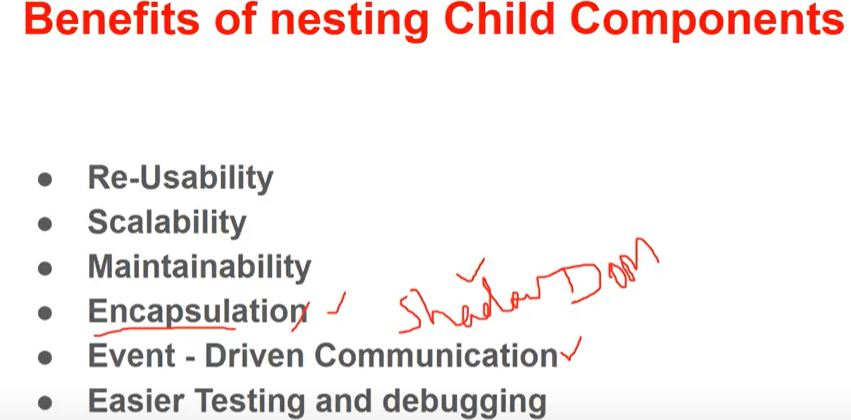 Benefits of nesting Child Components
● Re-Usability
● Scalability
● Maintainability
● Encapsulation
Shadow DOM
● Event - Driven Communication
● Easier Testing and debugging